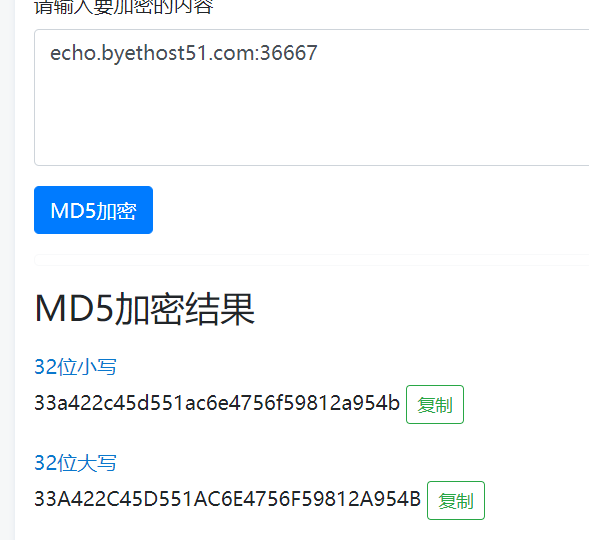 请输入要加密的内容
echo.byethost51.com:36667
MD5加密
MD5加密结果
32位小写
33a422c45d551ac6e4756f59812a954b 复制
32位大写
33A422C45D551AC6E4756F59812A954B 复制